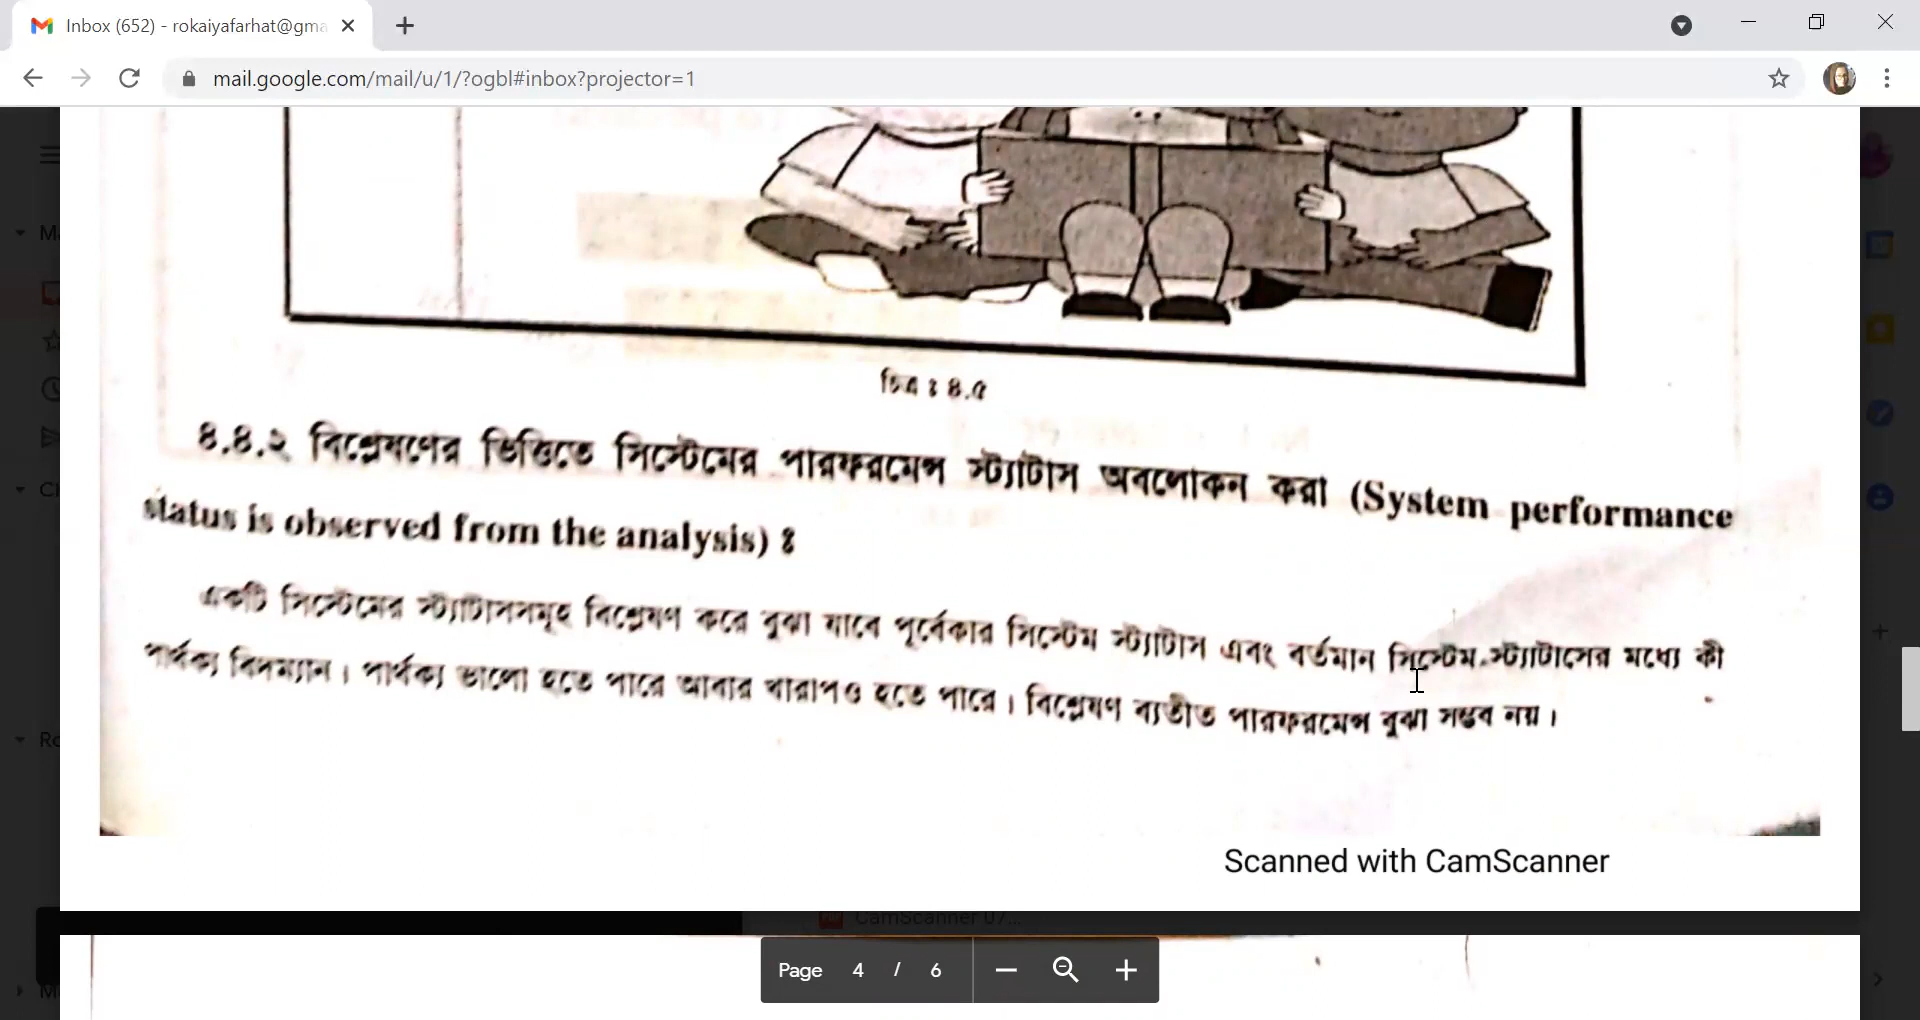 Inbox (652) - rokaiyafarhat@gma
mail.google.com/mail/u/1/?ogbl#inbox?projector=1
চিত্র ঃ ৪.৫
৪.৪.২ বিশ্লেষণের ভিত্তিতে সিস্টেমের পারফরমেন্স স্ট্যাটাস অবলোকন করা (System performance
status is observed from the analysis) ঃ
একটি সিস্টেমের স্ট্যাটাসসমূহ বিশ্লেষণ করে বুঝা যাবে পূর্বেকার সিস্টেম স্ট্যাটাস এবং বর্তমান সিস্টেম স্ট্যাটাসের মধ্যে কী
পার্থক্য বিদ্যমান। পার্থক্য ভালো হতে পারে আবার খারাপও হতে পারে। বিশ্লেষণ ব্যতীত পারফরমেন্স বুঝা সম্ভব নয়।
Scanned with CamScanner
CamScanner 07...
Page 4 / 6